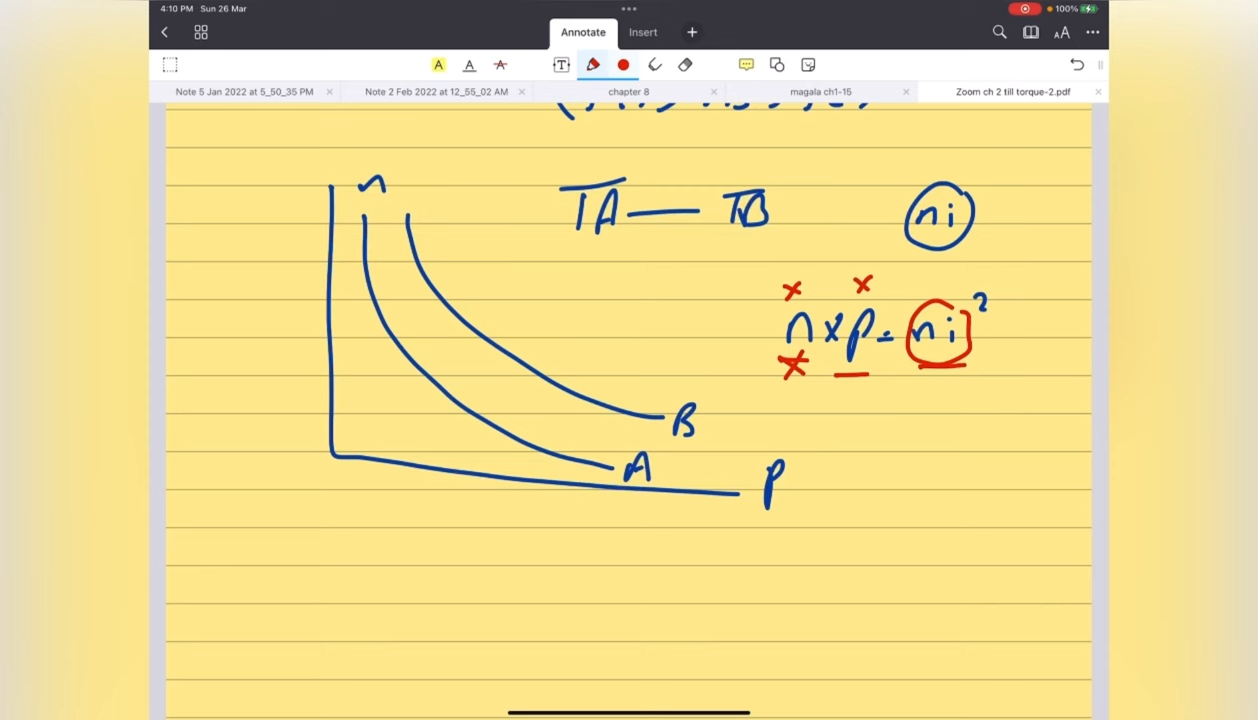 4:10 PM Sun 26 Mar
100%
Annotate Insert
Note 5 Jan 2022 at 5_50_35 PM
Note 2 Feb 2022 at 12_55_02 AM
chapter 8
magala ch1-15
Zoom ch 2 till torque-2.pdf
n
TA — TB
ni
n x p = ni²
B
A
P